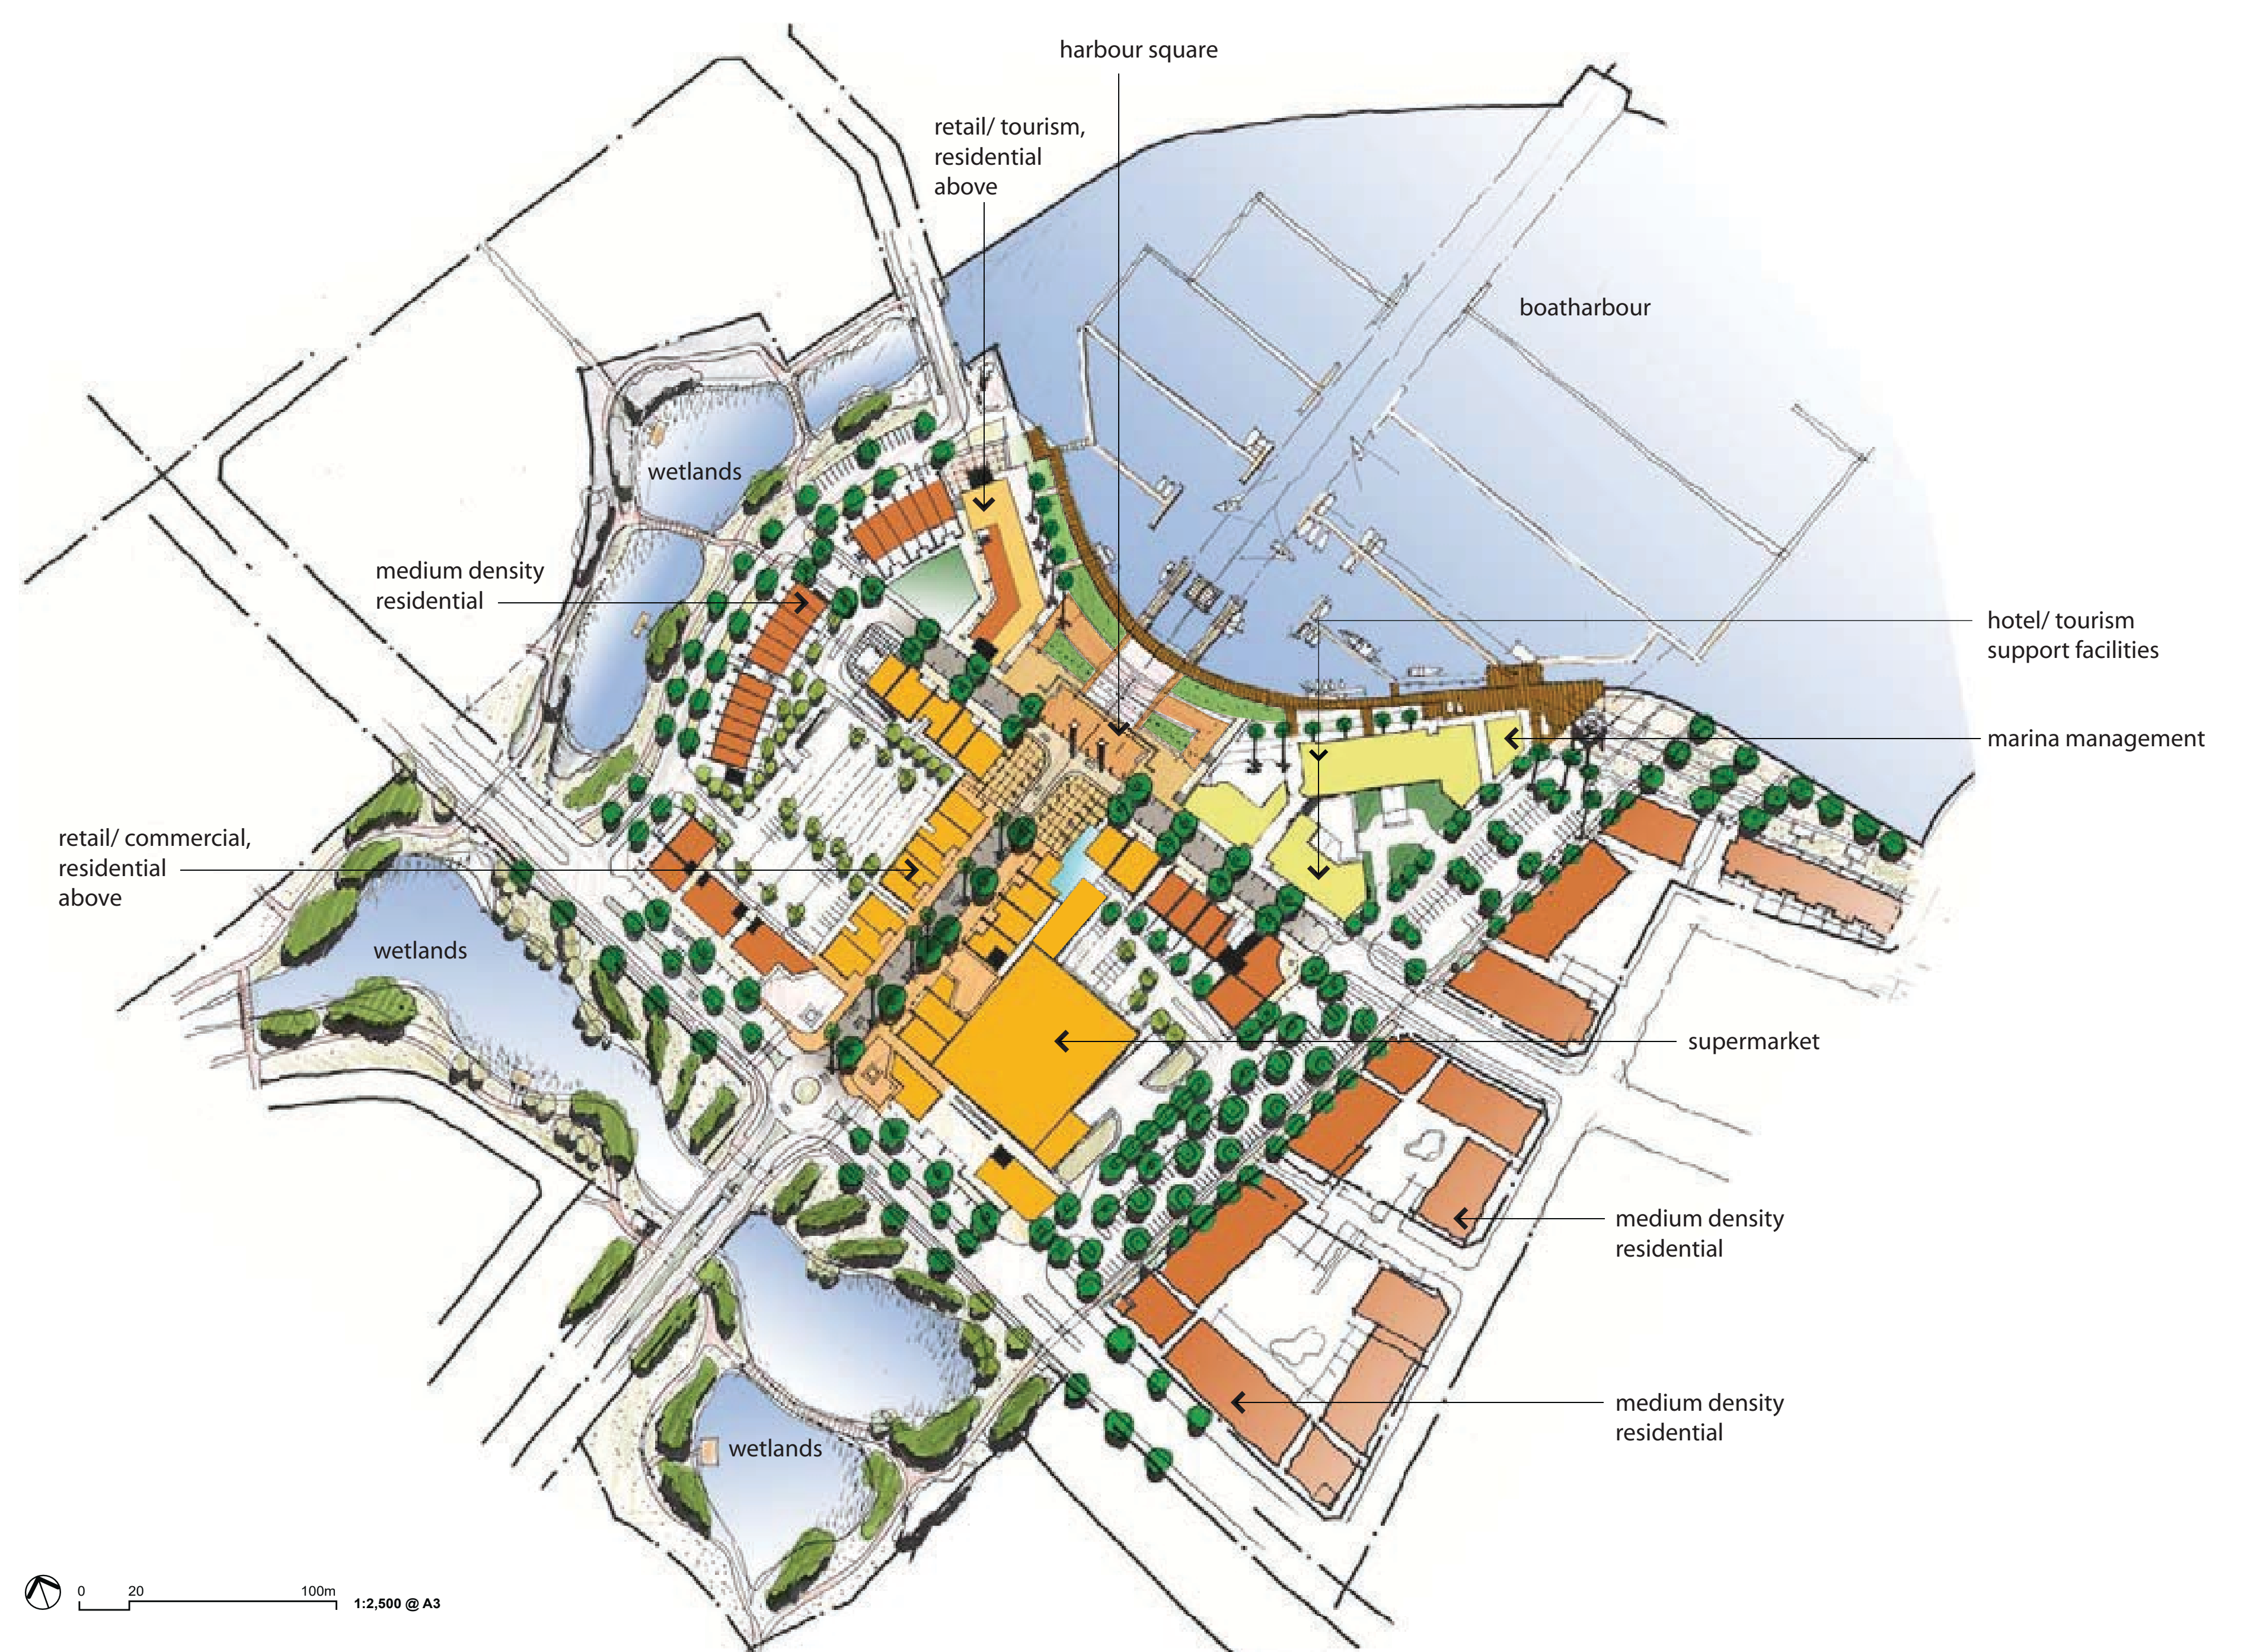 harbour square
retail/ tourism,
residential
above
boatharbour
wetlands
medium density
residential
hotel/ tourism
support facilities
marina management
retail/ commercial,
residential
above
wetlands
supermarket
medium density
residential
medium density
residential
wetlands
0 20 100m
1:2,500 @ A3